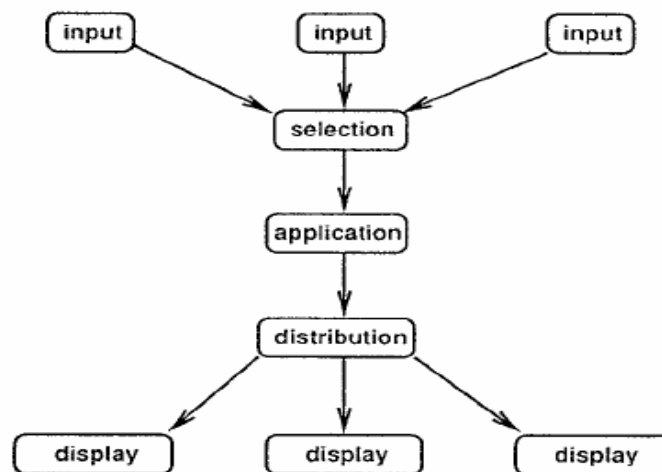 input input input
selection
application
distribution
display display display